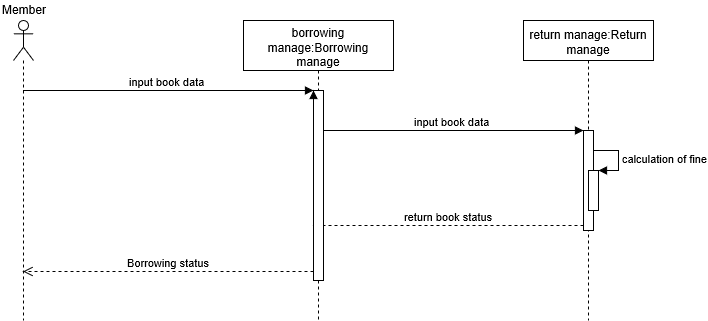 Member
borrowing
manage:Borrowing
manage
return manage:Return
manage
input book data
input book data
calculation of fine
return book status
Borrowing status